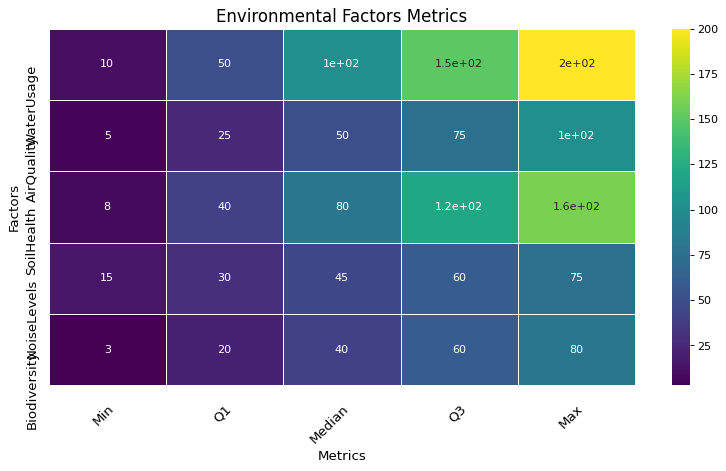 Environmental Factors Metrics
Factors
WaterUsage
10 50 1e+02 1.5e+02 2e+02
AirQuality
5 25 50 75 1e+02
SoilHealth
8 40 80 1.2e+02 1.6e+02
NoiseLevels
15 30 45 60 75
Biodiversity
3 20 40 60 80
Min Q1 Median Q3 Max
Metrics
200
175
150
125
100
75
50
25